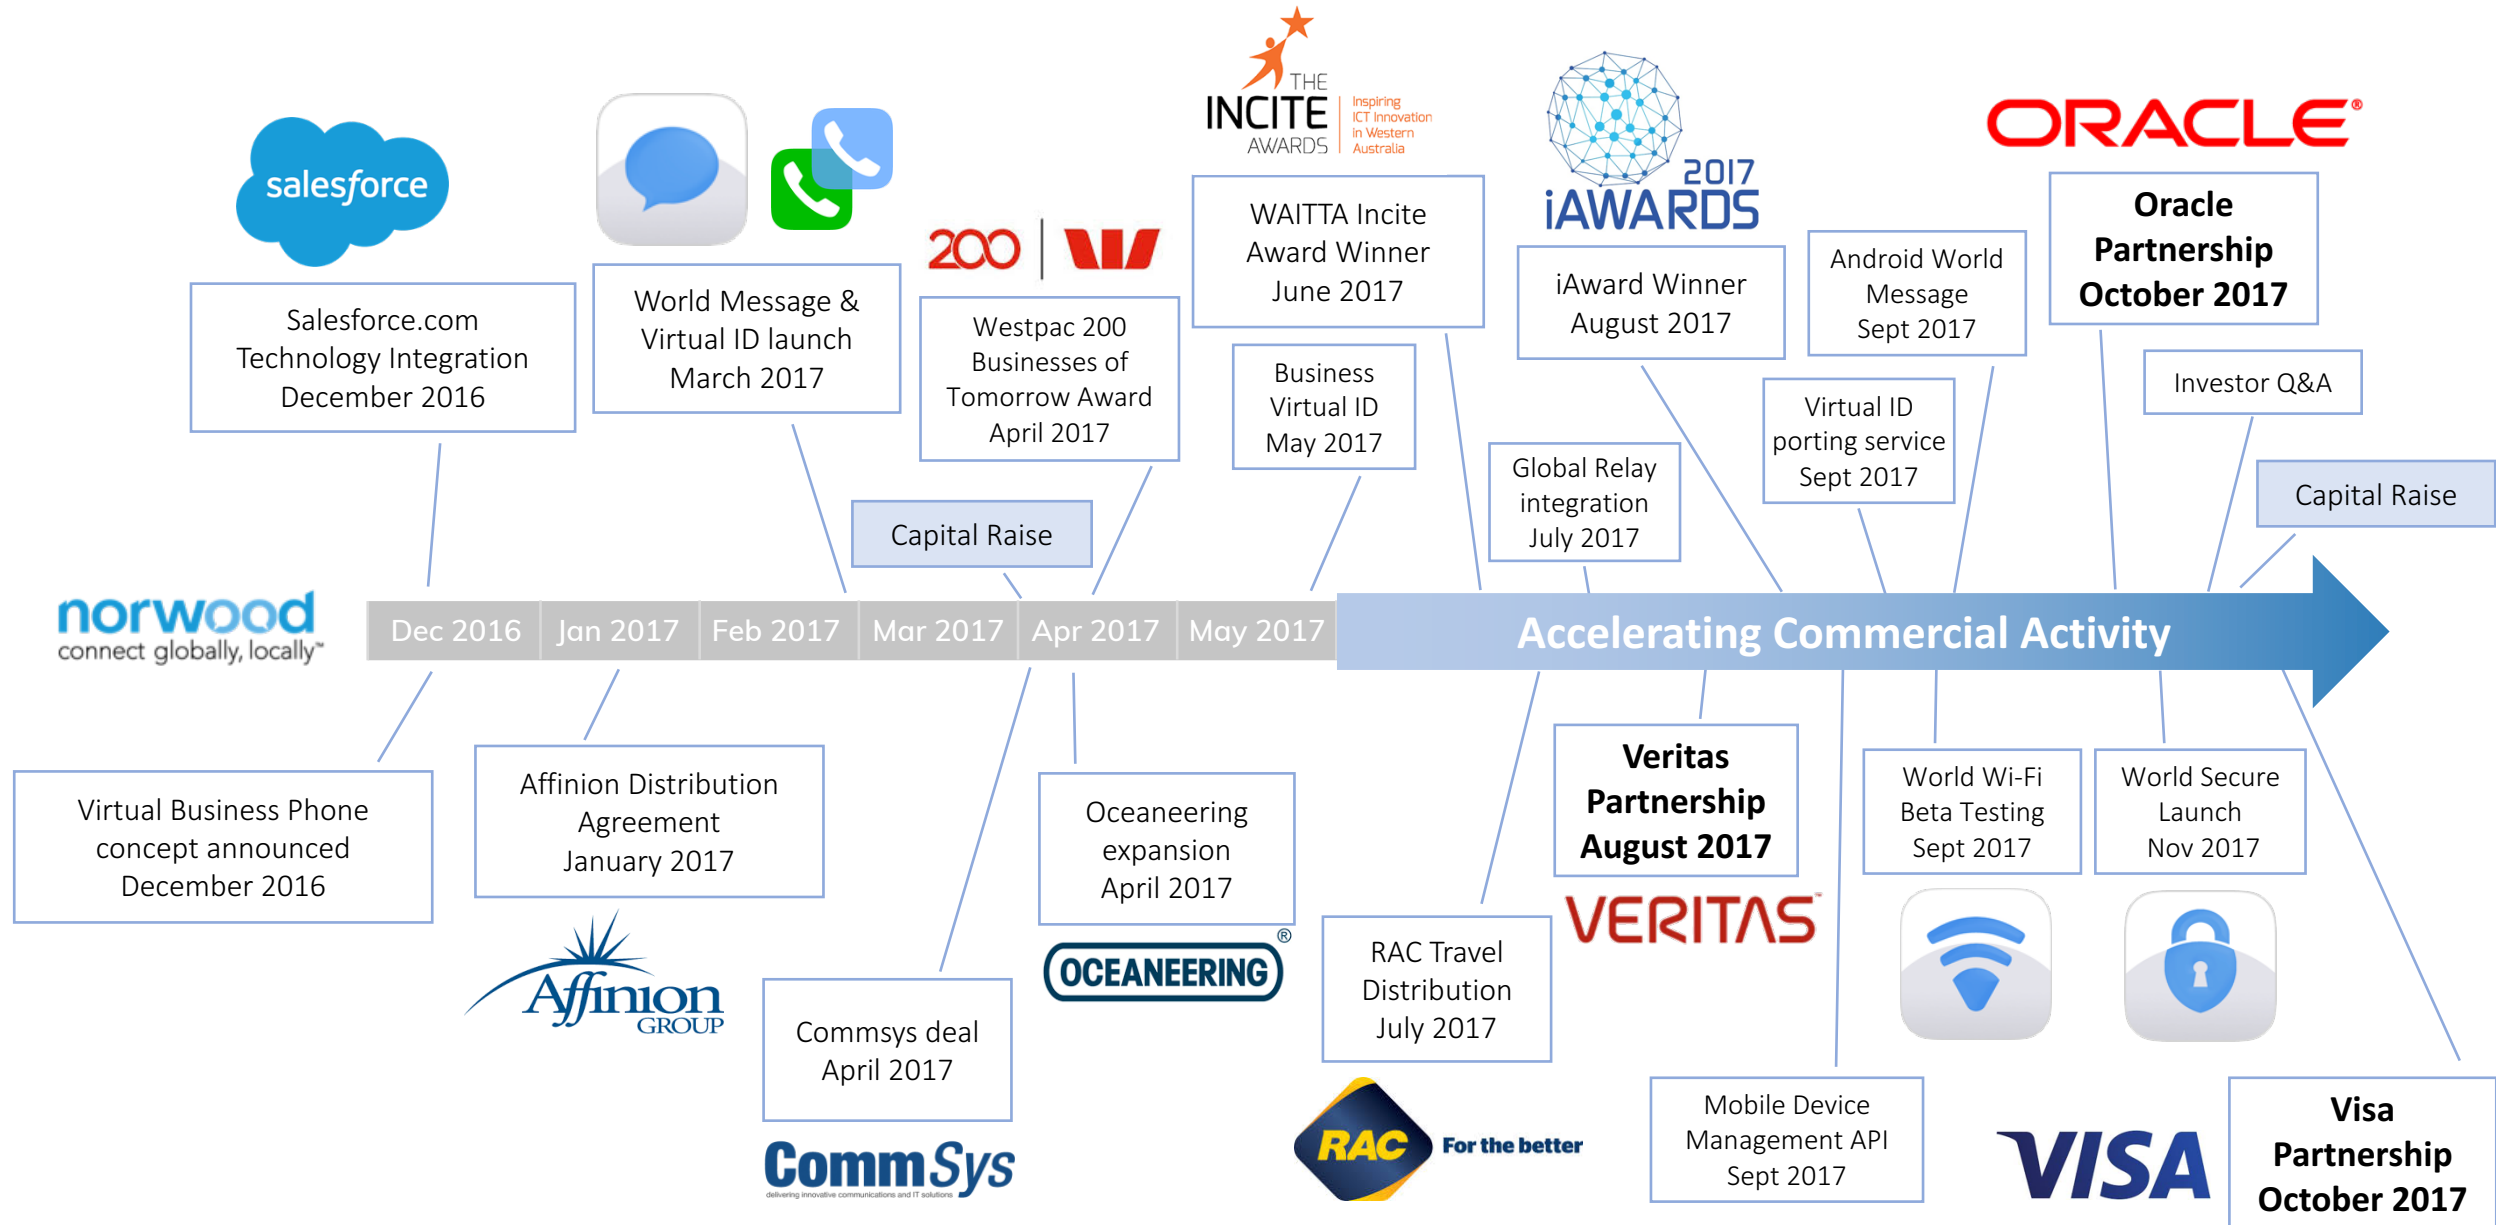 THE
INCITE
AWARDS
Inspiring
ICT Innovation
in Western
Australia
salesforce
2017
iAWARDS
ORACLE®
200
Salesforce.com
Technology Integration
December 2016
World Message &
Virtual ID launch
March 2017
Westpac 200
Businesses of
Tomorrow Award
April 2017
WAITTA Incite
Award Winner
June 2017
Business
Virtual ID
May 2017
iAward Winner
August 2017
Android World
Message
Sept 2017
Oracle
Partnership
October 2017
Global Relay
integration
July 2017
Virtual ID
porting service
Sept 2017
Investor Q&A
Capital Raise
Capital Raise
norwood
connect globally, locally™
Dec 2016
Jan 2017
Feb 2017
Mar 2017
Apr 2017
May 2017
Accelerating Commercial Activity
Virtual Business Phone
concept announced
December 2016
Affinion Distribution
Agreement
January 2017
Affinion
GROUP
Commsys deal
April 2017
CommSys
delivering innovative communications and IT solutions
Oceaneering
expansion
April 2017
OCEANEERING®
RAC Travel
Distribution
July 2017
RAC
For the better
Veritas
Partnership
August 2017
VERITAS™
Mobile Device
Management API
Sept 2017
World Wi-Fi
Beta Testing
Sept 2017
World Secure
Launch
Nov 2017
VISA
Visa
Partnership
October 2017